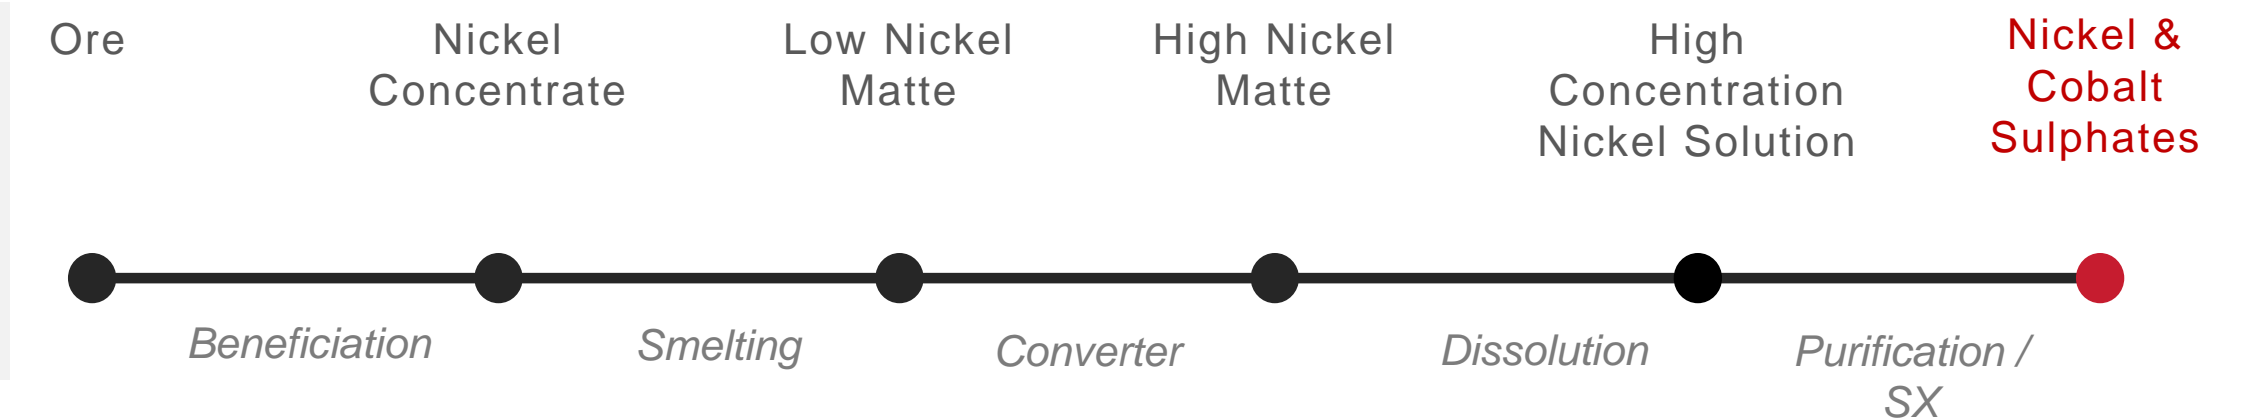 Ore
Nickel
Concentrate
Low Nickel
Matte
High Nickel
Matte
High
Concentration
Nickel Solution
Nickel &
Cobalt
Sulphates
Beneficiation
Smelting
Converter
Dissolution
Purification /
SX